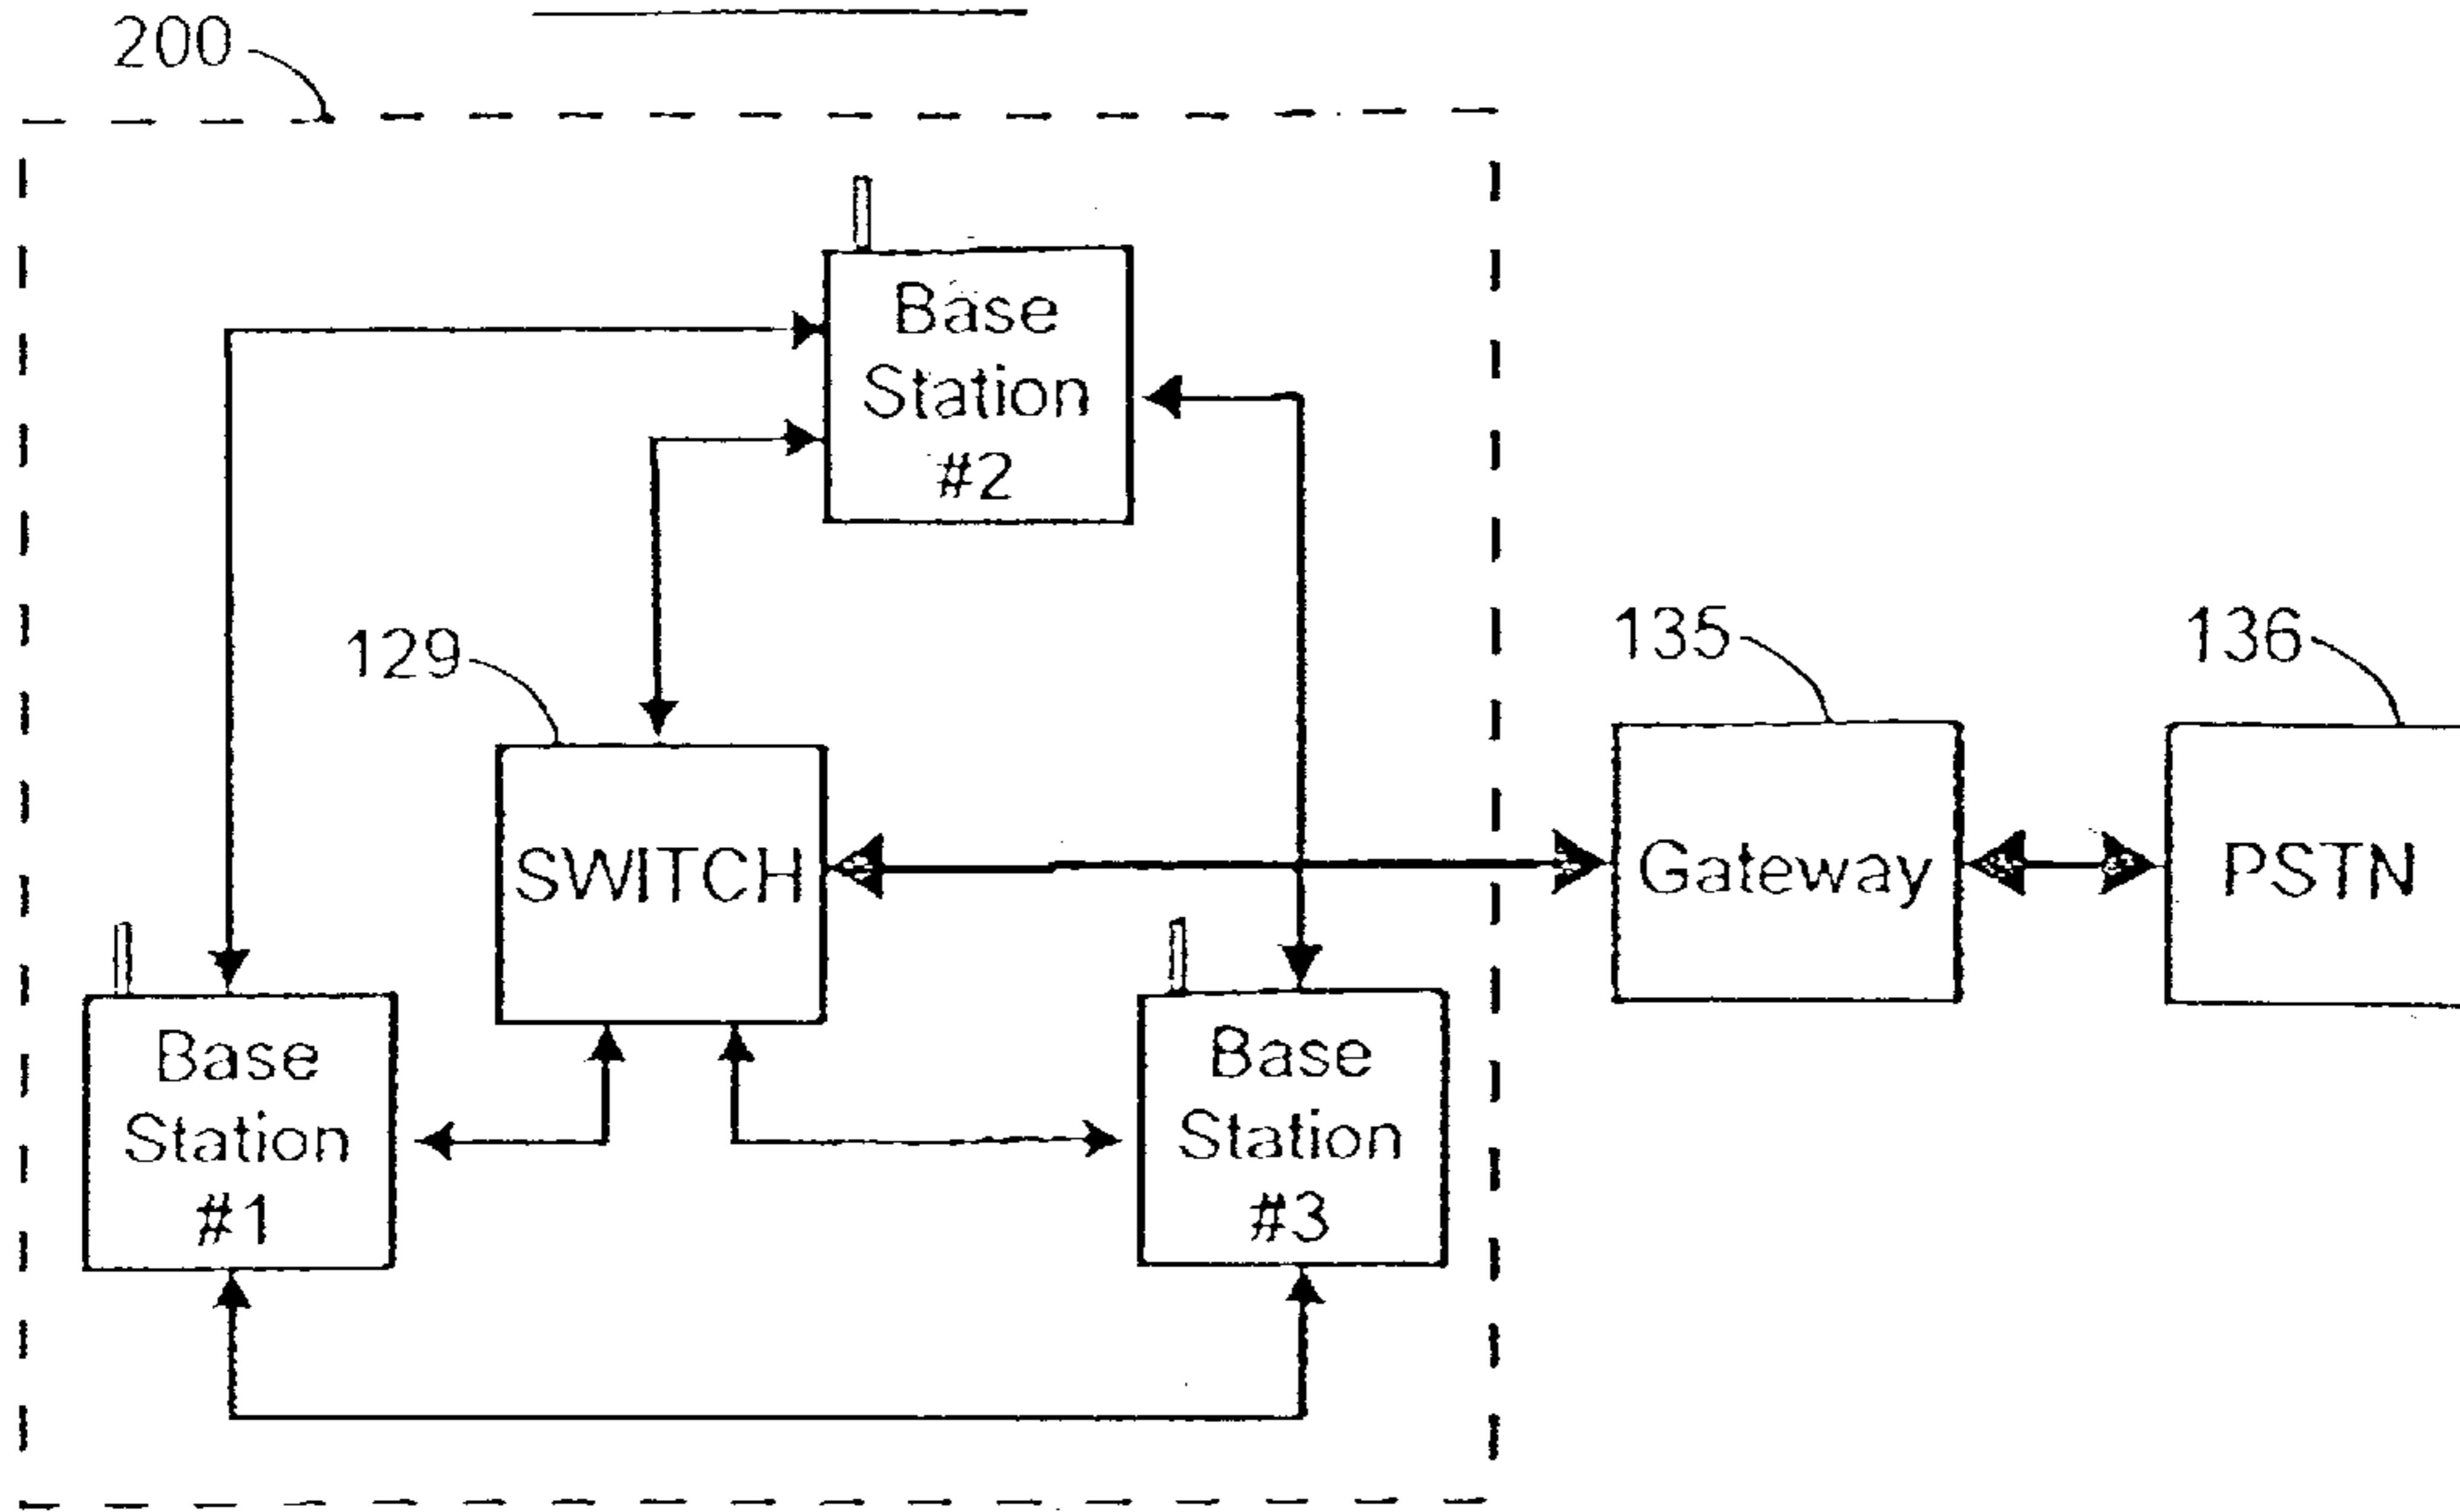 200
Base
Station
#2
129
135
136
SWITCH
Gateway
PSTN
Base
Station
#1
Base
Station
#3